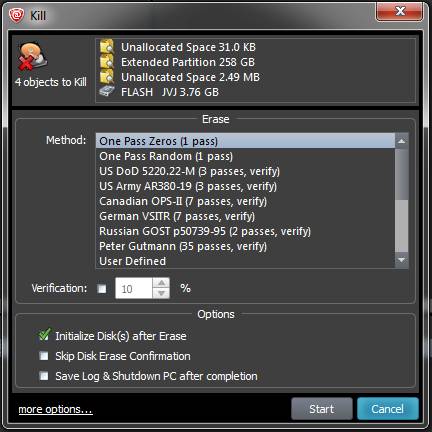 Kill
Unallocated Space 31.0 KB
Extended Partition 258 GB
Unallocated Space 2.49 MB
FLASH JVJ 3.76 GB
4 objects to Kill
Erase
Method:
One Pass Zeros (1 pass)
One Pass Random (1 pass)
US DoD 5220.22-M (3 passes, verify)
US Army AR380-19 (3 passes, verify)
Canadian OPS-II (7 passes, verify)
German VSITR (7 passes, verify)
Russian GOST p50739-95 (2 passes, verify)
Peter Gutmann (35 passes, verify)
User Defined
Verification: 10 %
Options
Initialize Disk(s) after Erase
Skip Disk Erase Confirmation
Save Log & Shutdown PC after completion
more options... Start Cancel